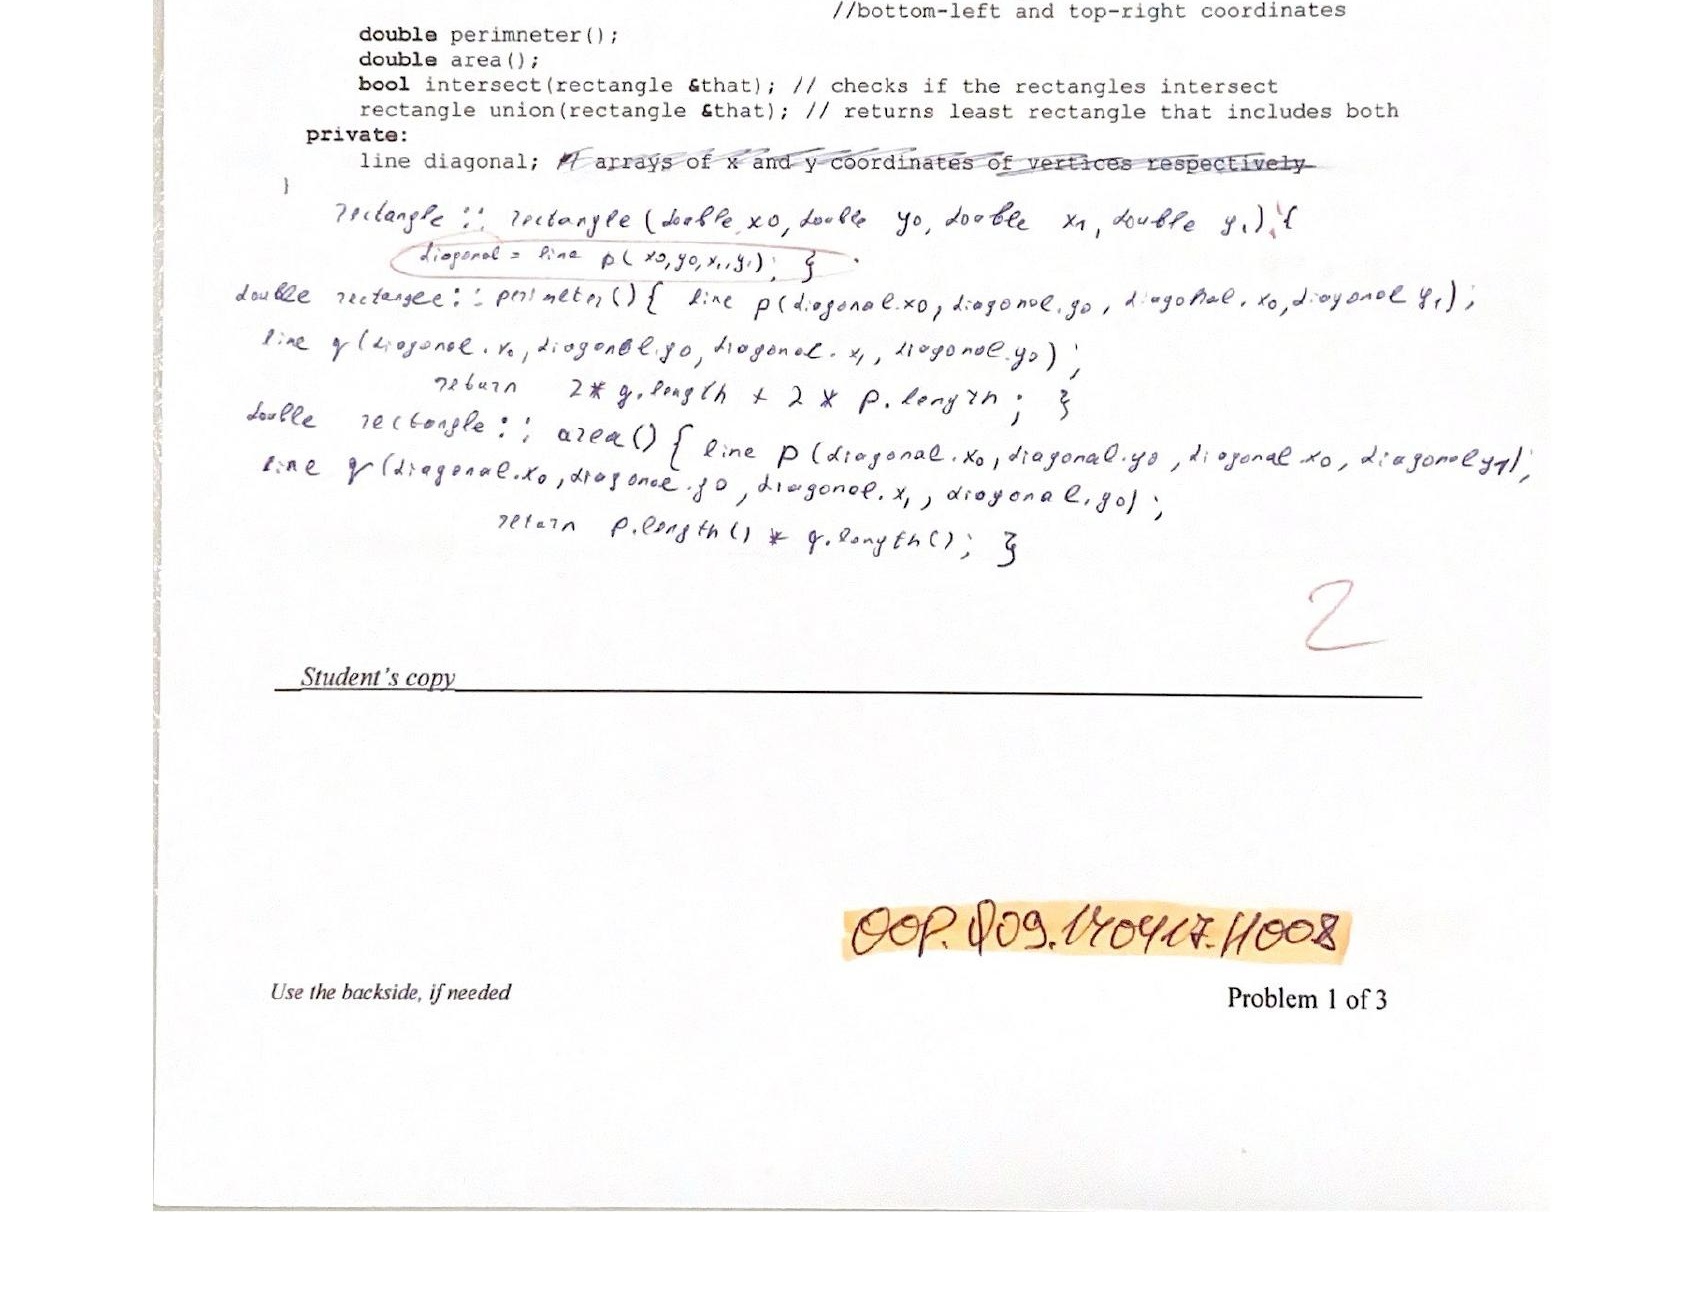 //bottom-left and top-right coordinates
double perimneter();
double area();
bool intersect(rectangle &that); // checks if the rectangles intersect
rectangle union(rectangle &that); // returns least rectangle that includes both
private:
line diagonal; // arrays of x and y coordinates of vertices respectively
}
rectangle :: rectangle (double x0, double y0, double x1, double y1) {
diagonal = line p( x0, y0, x1, y1); }
double rectangle :: perimeter() { line p(diagonal.x0, diagonal.y0, diagonal.x0, diagonal y1);
line q (diagonal.x0, diagonal.y0, diagonal.x1, diagonal.y0);
return 2* q.length + 2 * p.length; }
double rectangle :: area() { line p (diagonal.x0, diagonal.y0, diagonal.x0, diagonal y1);
line q (diagonal.x0, diagonal.y0, diagonal.x1, diagonal.y0);
return p.length() * q.length(); }
2
Student's copy
OOP.Q09.140417.H008
Use the backside, if needed
Problem 1 of 3